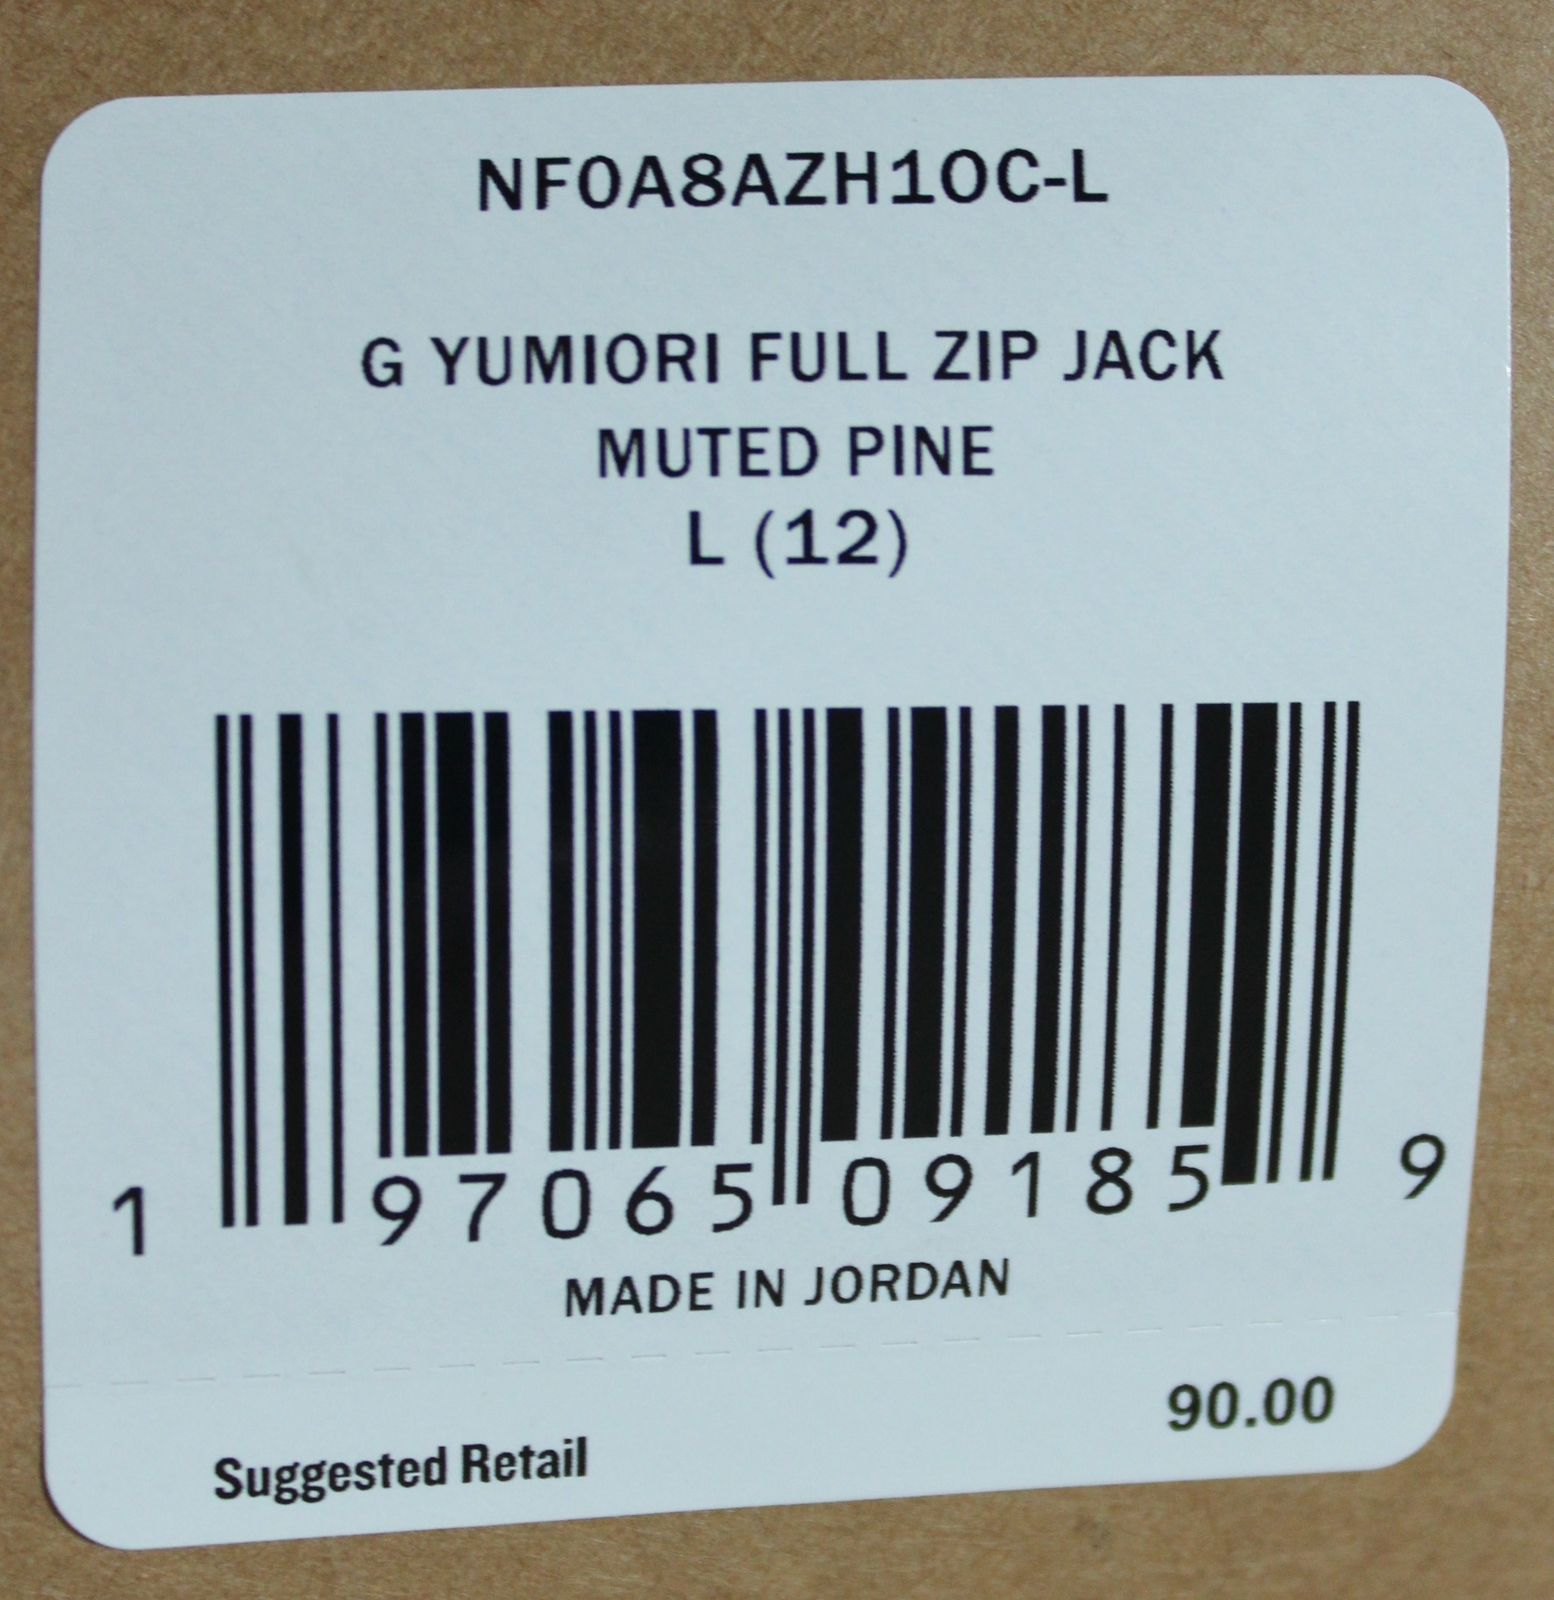 NF0A8AZH1OC-L
G YUMIORI FULL ZIP JACK
MUTED PINE
L (12)
1 97065 09185 9
MADE IN JORDAN
90.00
Suggested Retail